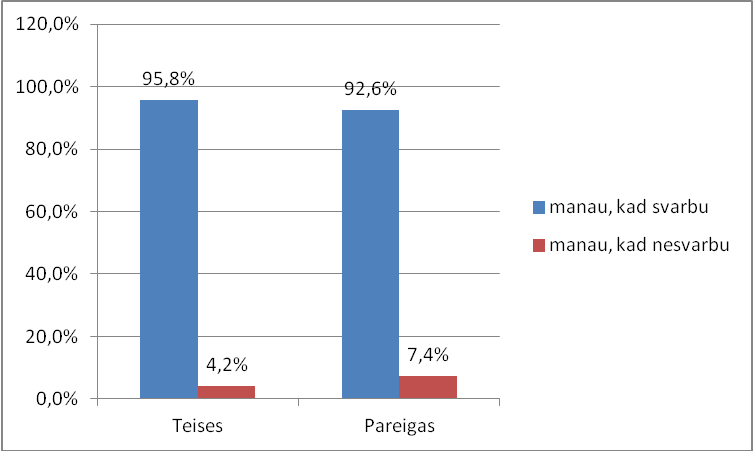 120,0%
100,0%
80,0%
60,0%
40,0%
20,0%
0,0%
95,8%
92,6%
4,2%
7,4%
Teises
Pareigas
manau, kad svarbu
manau, kad nesvarbu